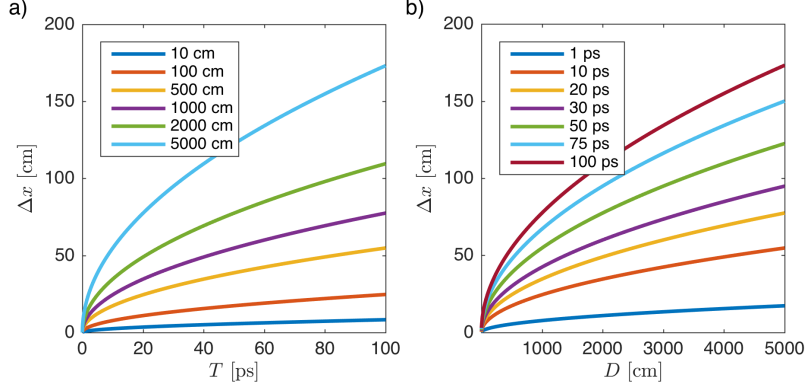 a)
200
150
100
50
0
Δx [cm]
10 cm
100 cm
500 cm
1000 cm
2000 cm
5000 cm
0 20 40 60 80 100
T [ps]
b)
200
150
100
50
0
Δx [cm]
1 ps
10 ps
20 ps
30 ps
50 ps
75 ps
100 ps
1000 2000 3000 4000 5000
D [cm]